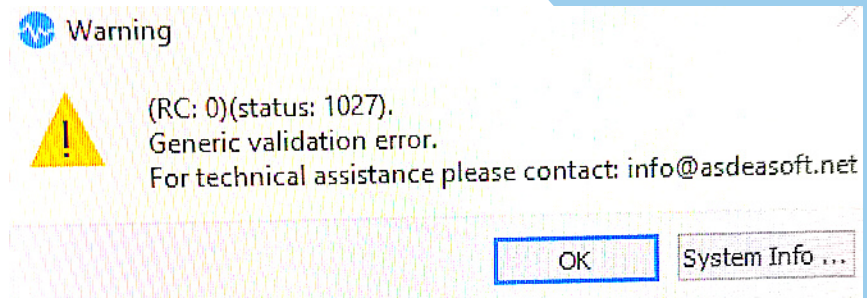 Warning
(RC: 0)(status: 1027).
Generic validation error.
For technical assistance please contact: info@asdeasoft.net
OK
System Info ...